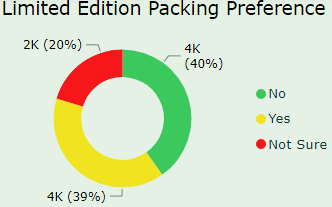 Limited Edition Packing Preference
2K (20%)
4K
(40%)
No
Yes
Not Sure
4K (39%)